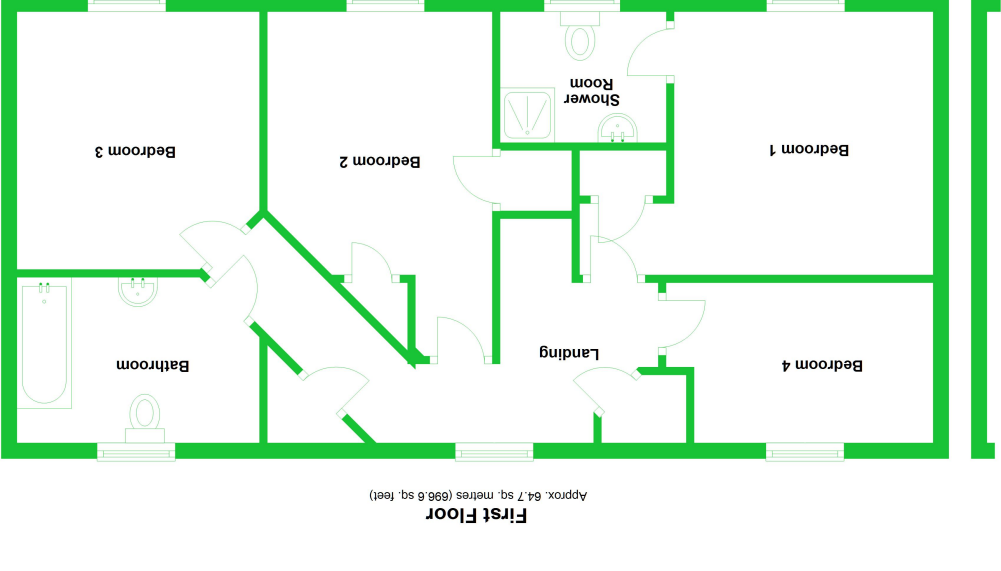 First Floor
Approx. 64.7 sq. metres (696.6 sq. feet)
Bedroom 4
Landing
Bathroom
Bedroom 1
Bedroom 2
Bedroom 3
Shower
Room